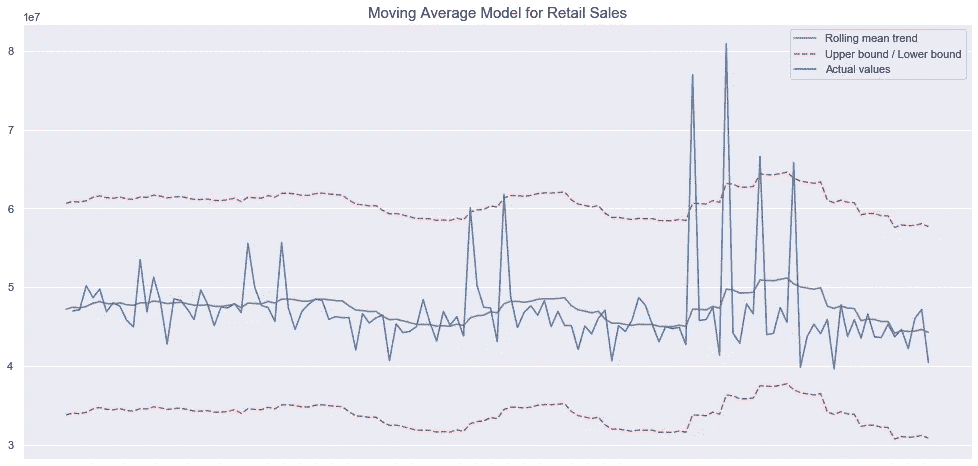 Moving Average Model for Retail Sales
1e7
Rolling mean trend
Upper bound / Lower bound
Actual values
8
7
6
5
4
3